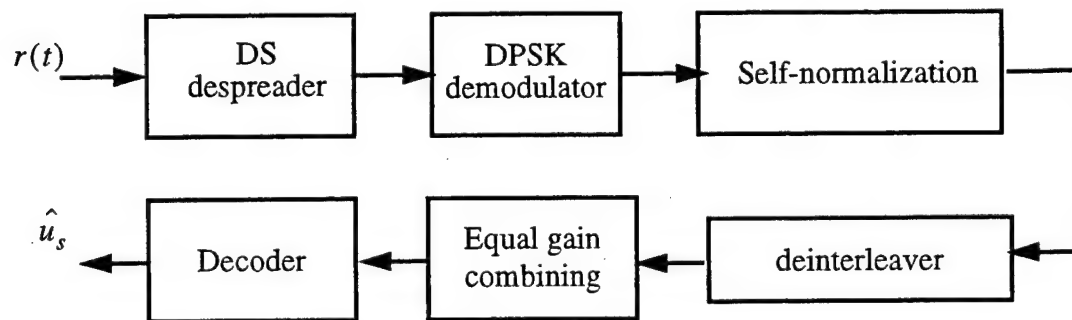 r(t)
DS
despreader
DPSK
demodulator
Self-normalization
û_s
Decoder
Equal gain
combining
deinterleaver